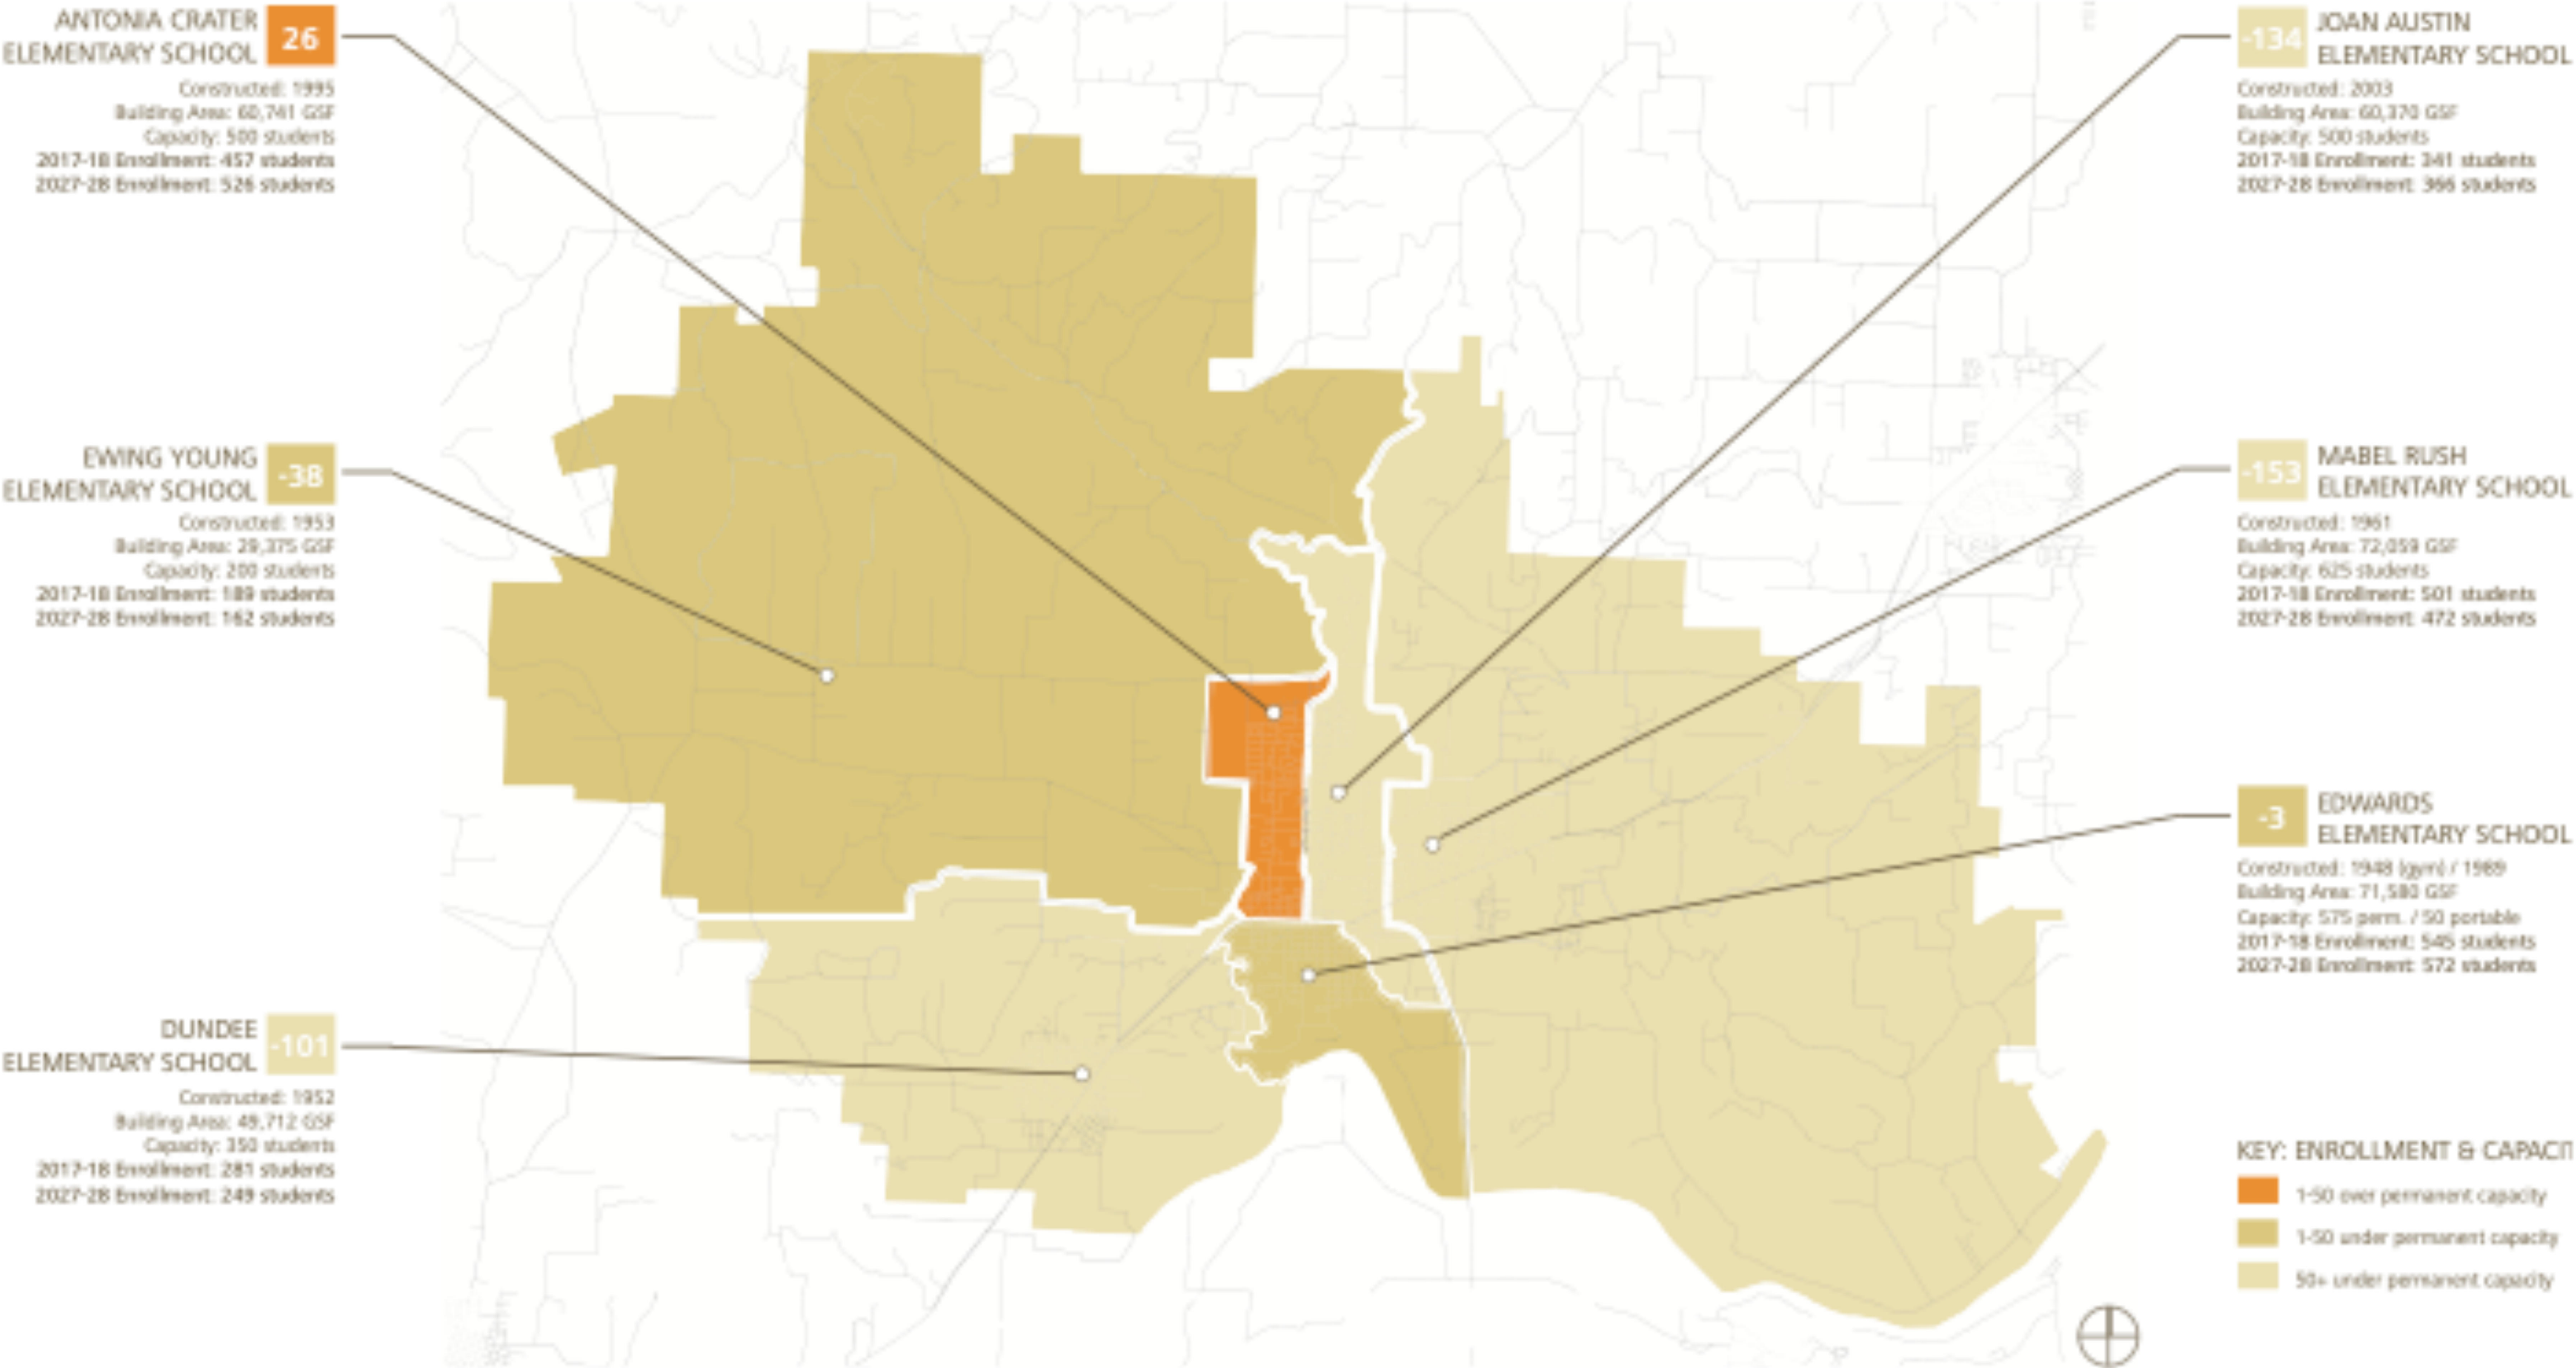 ANTONIA CRATER
ELEMENTARY SCHOOL
26
Constructed: 1995
Building Area: 60,741 GSF
Capacity: 500 students
2017-18 Enrollment: 457 students
2027-28 Enrollment: 526 students
EWING YOUNG
ELEMENTARY SCHOOL
-38
Constructed: 1953
Building Area: 29,375 GSF
Capacity: 200 students
2017-18 Enrollment: 189 students
2027-28 Enrollment: 162 students
DUNDEE
ELEMENTARY SCHOOL
-101
Constructed: 1952
Building Area: 49,712 GSF
Capacity: 350 students
2017-18 Enrollment: 281 students
2027-28 Enrollment: 249 students
-134
JOAN AUSTIN
ELEMENTARY SCHOOL
Constructed: 2003
Building Area: 60,370 GSF
Capacity: 500 students
2017-18 Enrollment: 341 students
2027-28 Enrollment: 366 students
-153
MABEL RUSH
ELEMENTARY SCHOOL
Constructed: 1961
Building Area: 72,059 GSF
Capacity: 625 students
2017-18 Enrollment: 501 students
2027-28 Enrollment: 472 students
-3
EDWARDS
ELEMENTARY SCHOOL
Constructed: 1948 (gym) / 1989
Building Area: 71,580 GSF
Capacity: 575 perm. / 50 portable
2017-18 Enrollment: 545 students
2027-28 Enrollment: 572 students
KEY: ENROLLMENT & CAPACIT
1-50 over permanent capacity
1-50 under permanent capacity
50+ under permanent capacity